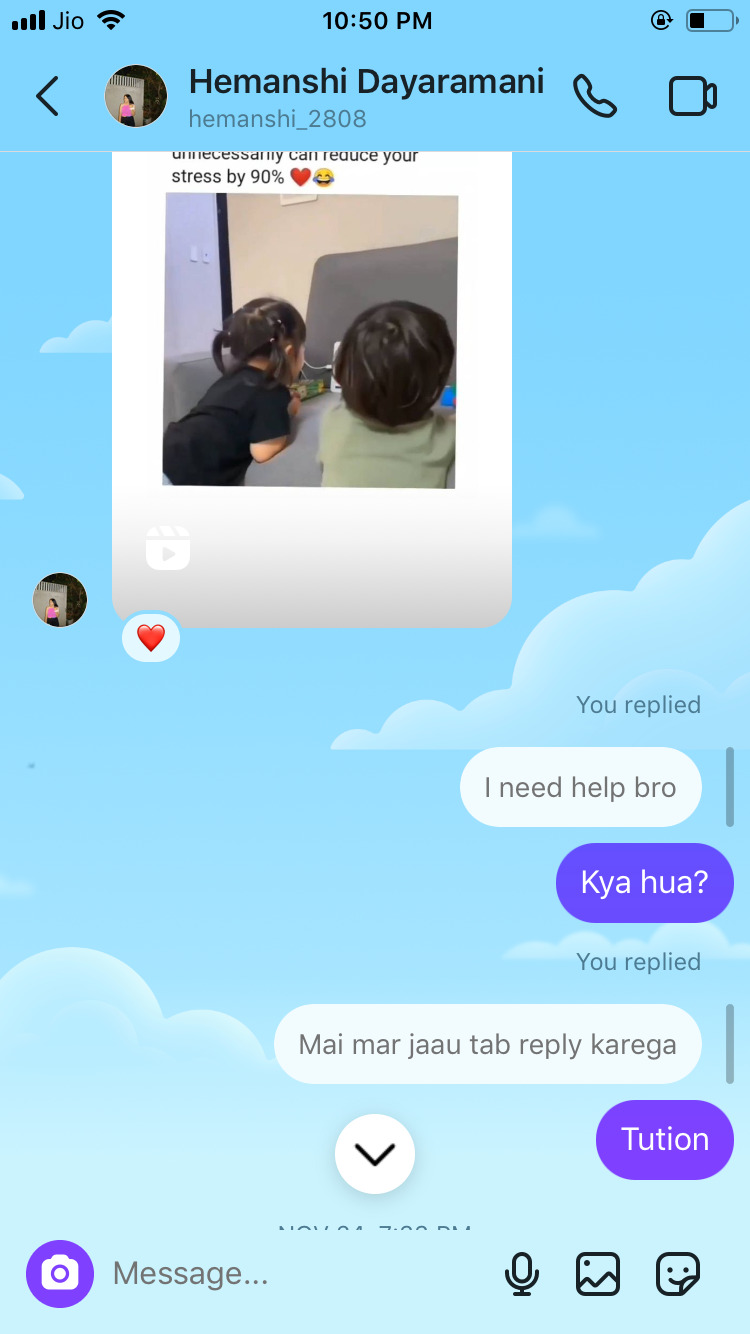 Jio
10:50 PM
Hemanshi Dayaramani
hemanshi_2808
unnecessarily can reduce your
stress by 90% ❤️😂
❤️
You replied
I need help bro
Kya hua?
You replied
Mai mar jaau tab reply karega
Tution
Message...